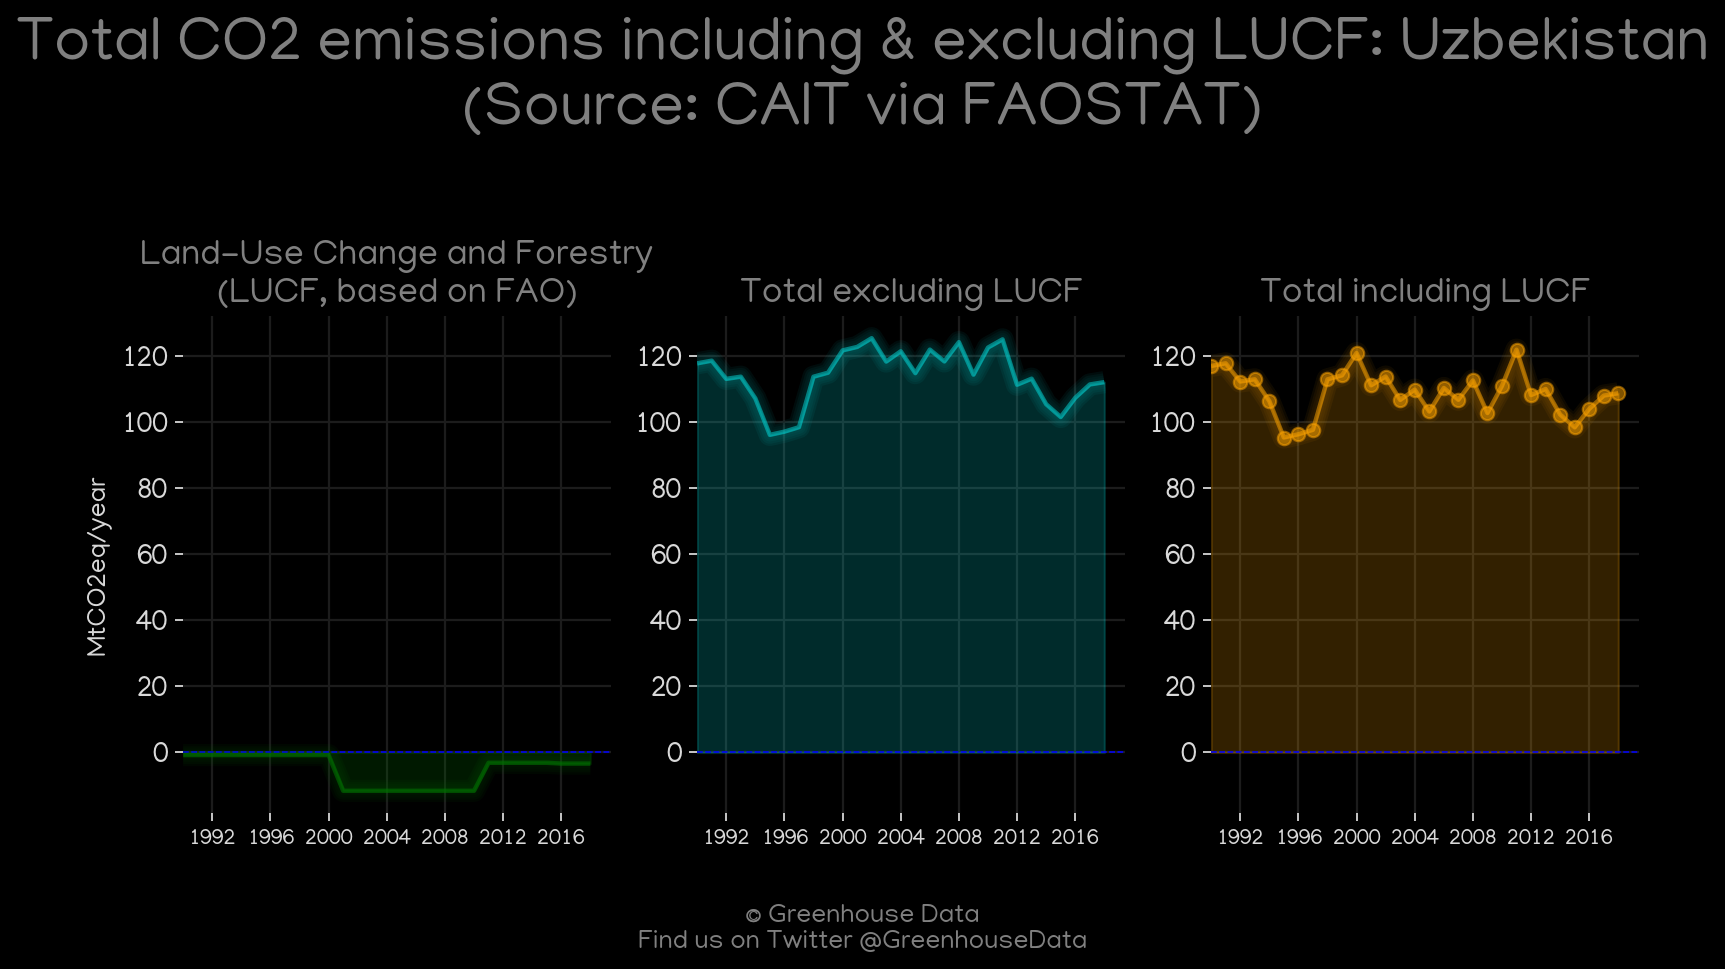 Total CO2 emissions including & excluding LUCF: Uzbekistan
(Source: CAIT via FAOSTAT)
Land-Use Change and Forestry
(LUCF, based on FAO)
MtCO2eq/year
120
100
80
60
40
20
0
1992 1996 2000 2004 2008 2012 2016
Total excluding LUCF
120
100
80
60
40
20
0
1992 1996 2000 2004 2008 2012 2016
Total including LUCF
120
100
80
60
40
20
0
1992 1996 2000 2004 2008 2012 2016
© Greenhouse Data
Find us on Twitter @GreenhouseData